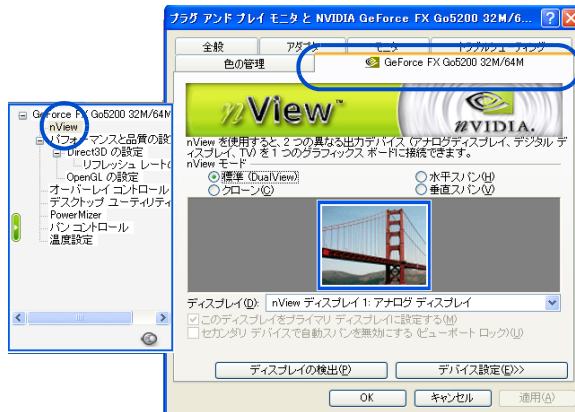 プラグ アンド プレイ モニタ と NVIDIA GeForce FX Go5200 32M/6...
全般 アダプタ モニタ トラブルシューティング
色の管理 GeForce FX Go5200 32M/64M
GeForce FX Go5200 32M/64M
nView
パフォーマンスと品質の設
Direct3D の設定
リフレッシュ レートの
OpenGL の設定
オーバーレイ コントロール
デスクトップ ユーティリティ
PowerMizer
パン コントロール
温度設定
nView™
NVIDIA.
nView を使用すると、2 つの異なる出力デバイス (アナログディスプレイ、デジタル デ
ィスプレイ、TV) を 1 つのグラフィックス ボードに接続できます。
nView モード
標準 (DualView) 水平スパン(H)
クローン(C) 垂直スパン(V)
ディスプレイ(D): nView ディスプレイ 1: アナログ ディスプレイ
このディスプレイをプライマリ ディスプレイに設定する(M)
セカンダリ デバイスで自動スパンを無効にする (ビューポート ロック)(U)
ディスプレイの検出(P) デバイス設定(E)>>
OK キャンセル 適用(A)